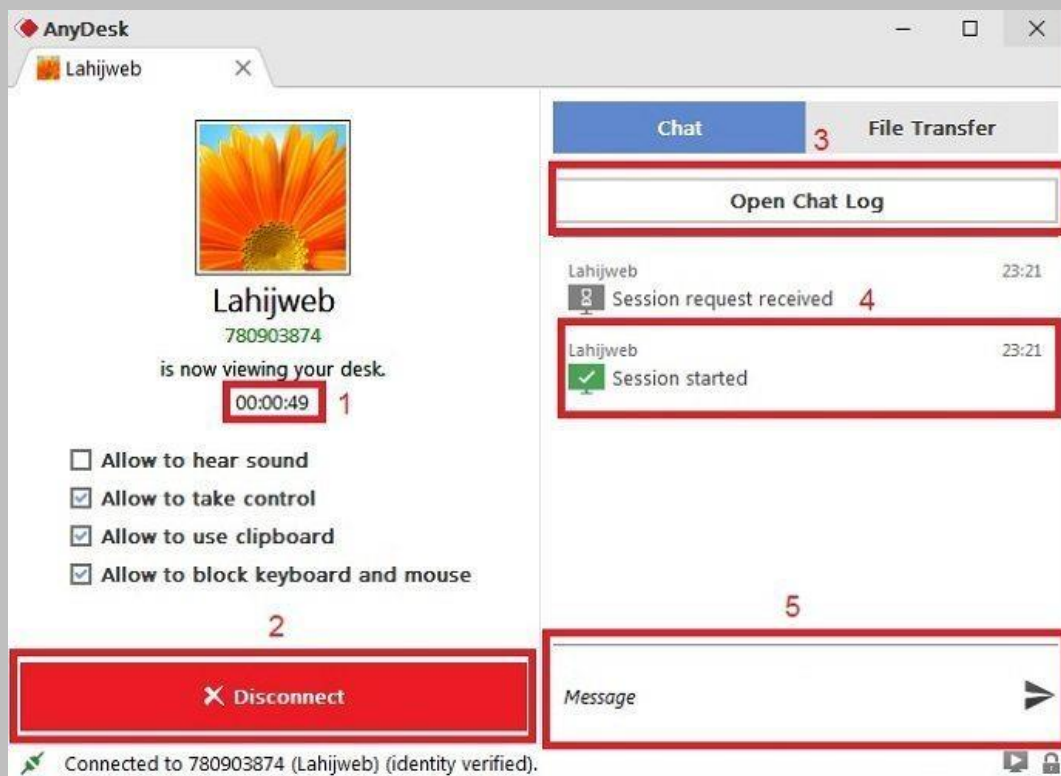 AnyDesk
Lahijweb
Lahijweb
780903874
is now viewing your desk.
00:00:49 1
Allow to hear sound
Allow to take control
Allow to use clipboard
Allow to block keyboard and mouse
2
Disconnect
Chat
3
File Transfer
Open Chat Log
Lahijweb 23:21
Session request received 4
Lahijweb 23:21
Session started
5
Message
Connected to 780903874 (Lahijweb) (identity verified).